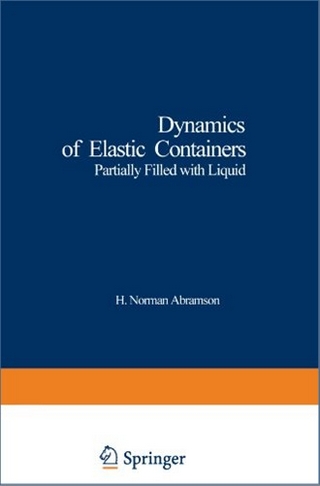 Dynamics
of Elastic Containers
Partially Filled with Liquid
H. Norman Abramson
Springer